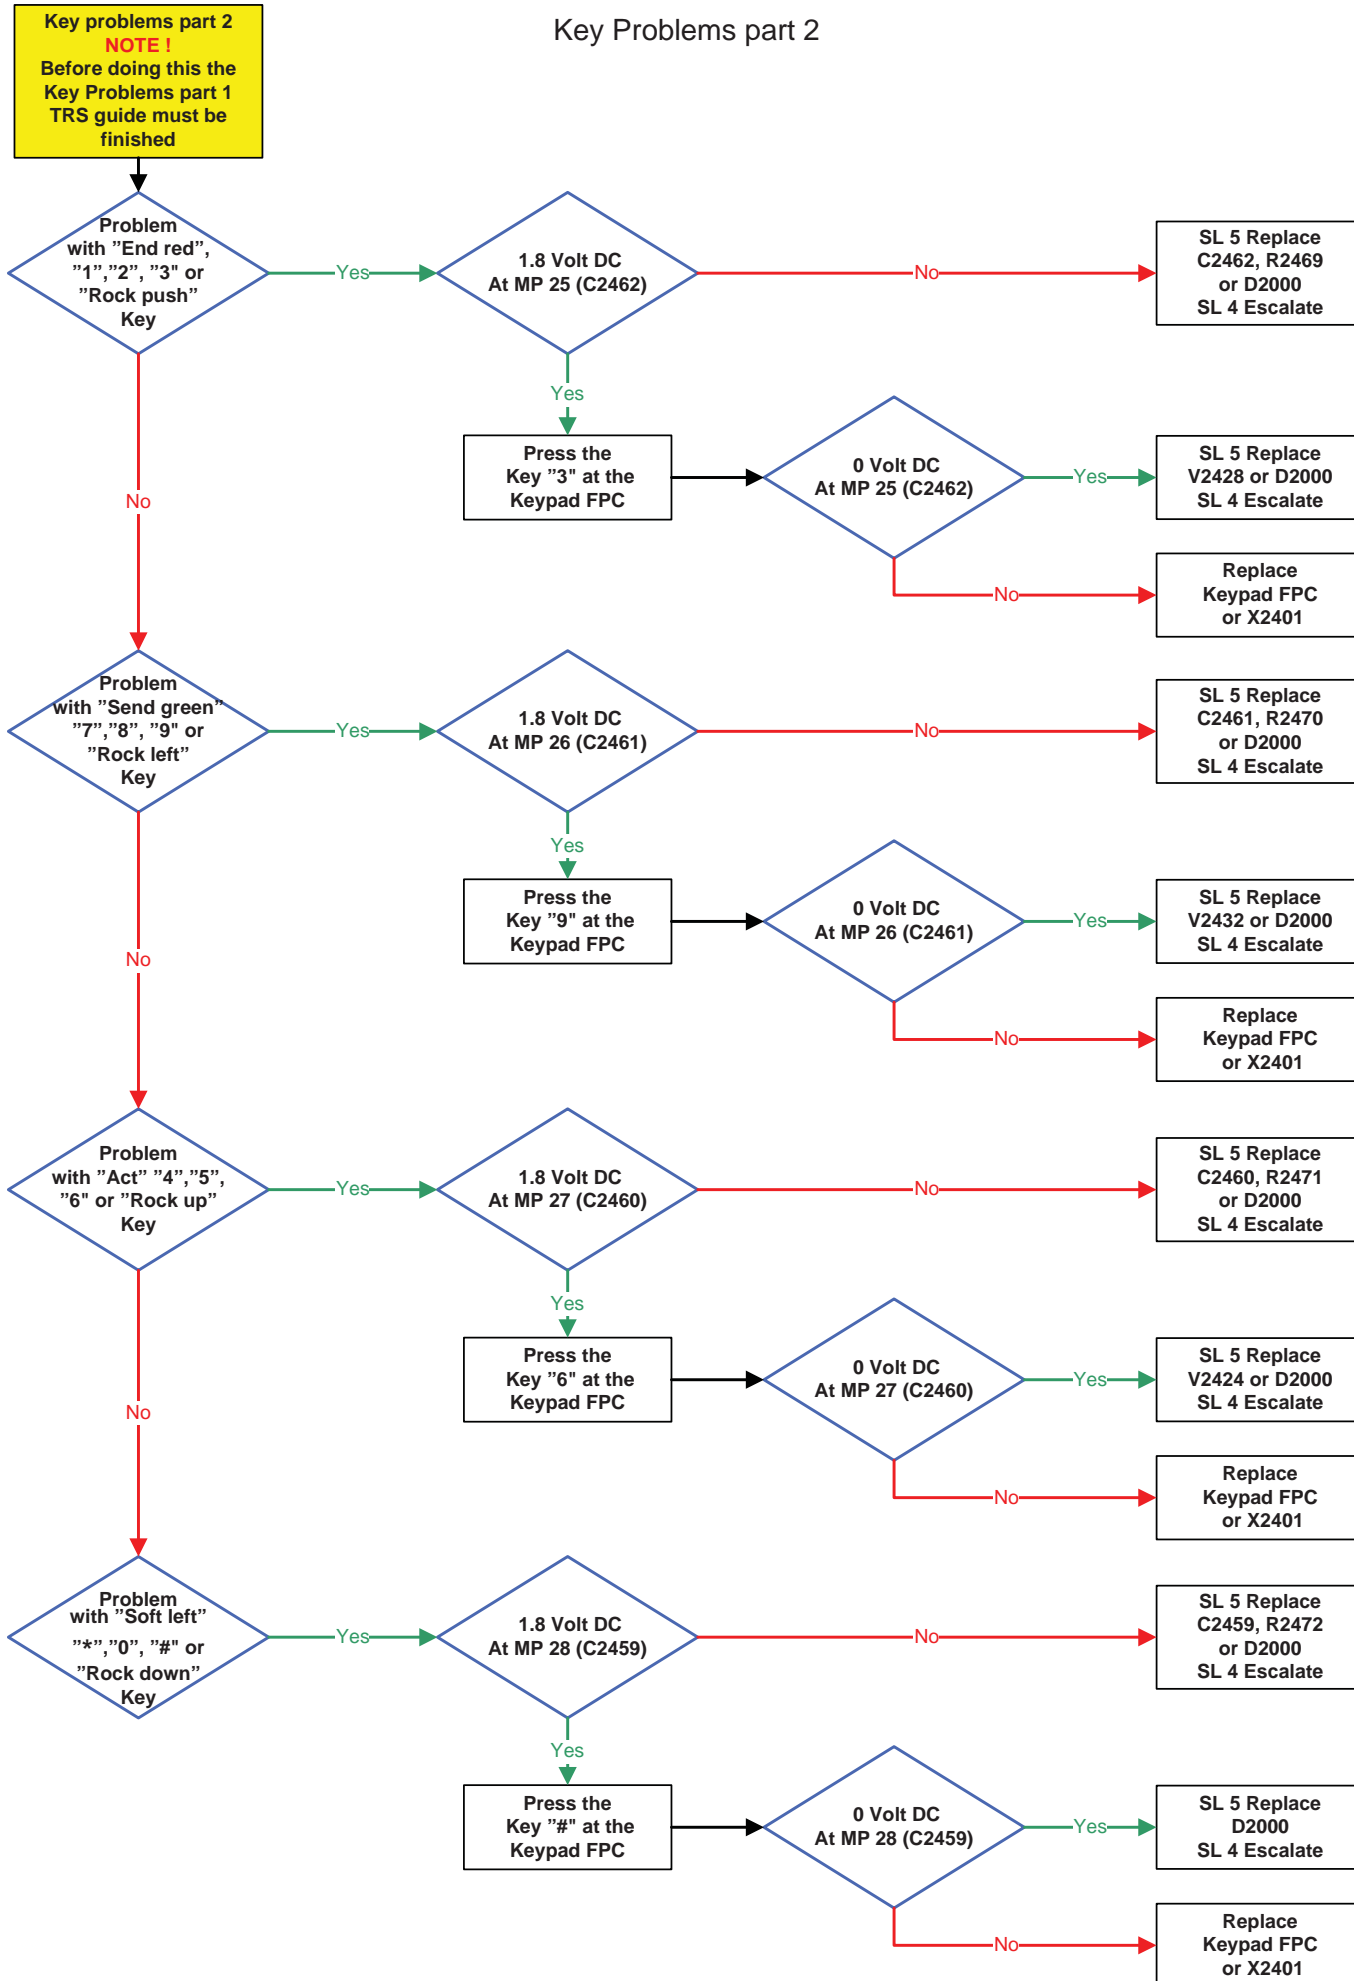 Key Problems part 2
Key problems part 2
NOTE !
Before doing this the
Key Problems part 1
TRS guide must be
finished
Problem
with ”End red”,
”1”,”2”, ”3" or
”Rock push”
Key
Yes
1.8 Volt DC
At MP 25 (C2462)
No
SL 5 Replace
C2462, R2469
or D2000
SL 4 Escalate
Yes
Press the
Key ”3" at the
Keypad FPC
0 Volt DC
At MP 25 (C2462)
Yes
SL 5 Replace
V2428 or D2000
SL 4 Escalate
No
Replace
Keypad FPC
or X2401
No
Problem
with ”Send green”
”7”,”8”, ”9" or
”Rock left”
Key
Yes
1.8 Volt DC
At MP 26 (C2461)
No
SL 5 Replace
C2461, R2470
or D2000
SL 4 Escalate
Yes
Press the
Key ”9" at the
Keypad FPC
0 Volt DC
At MP 26 (C2461)
Yes
SL 5 Replace
V2432 or D2000
SL 4 Escalate
No
Replace
Keypad FPC
or X2401
No
Problem
with ”Act” ”4”,”5”,
”6" or ”Rock up”
Key
Yes
1.8 Volt DC
At MP 27 (C2460)
No
SL 5 Replace
C2460, R2471
or D2000
SL 4 Escalate
Yes
Press the
Key ”6" at the
Keypad FPC
0 Volt DC
At MP 27 (C2460)
Yes
SL 5 Replace
V2424 or D2000
SL 4 Escalate
No
Replace
Keypad FPC
or X2401
No
Problem
with ”Soft left”
”*”,”0”, ”#" or
”Rock down”
Key
Yes
1.8 Volt DC
At MP 28 (C2459)
No
SL 5 Replace
C2459, R2472
or D2000
SL 4 Escalate
Yes
Press the
Key ”#" at the
Keypad FPC
0 Volt DC
At MP 28 (C2459)
Yes
SL 5 Replace
D2000
SL 4 Escalate
No
Replace
Keypad FPC
or X2401